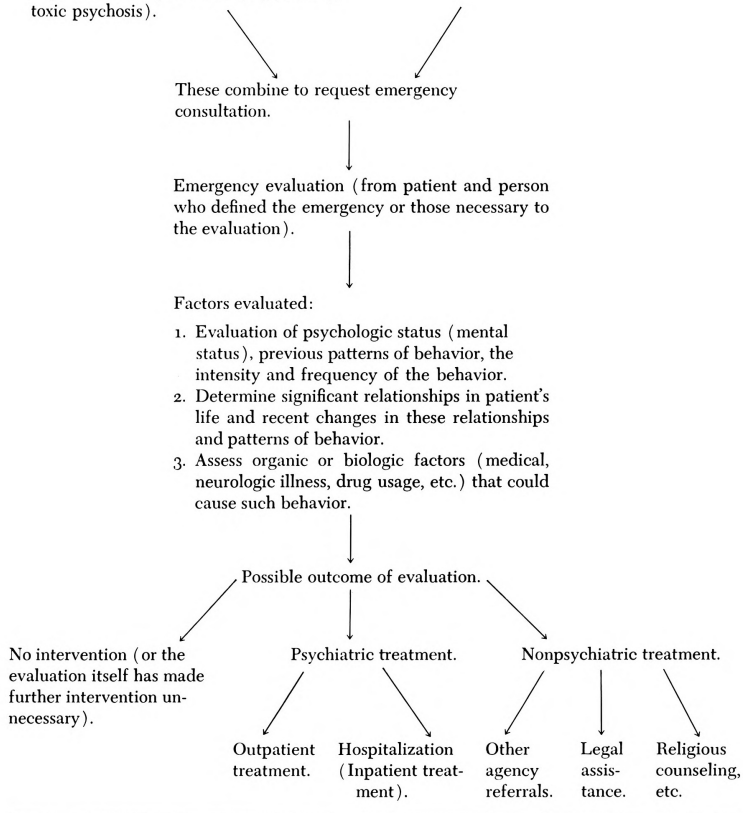 toxic psychosis).
These combine to request emergency
consultation.
Emergency evaluation (from patient and person
who defined the emergency or those necessary to
the evaluation).
Factors evaluated:
1. Evaluation of psychologic status (mental
status), previous patterns of behavior, the
intensity and frequency of the behavior.
2. Determine significant relationships in patient's
life and recent changes in these relationships
and patterns of behavior.
3. Assess organic or biologic factors (medical,
neurologic illness, drug usage, etc.) that could
cause such behavior.
Possible outcome of evaluation.
No intervention (or the
evaluation itself has made
further intervention un-
necessary).
Psychiatric treatment.
Nonpsychiatric treatment.
Outpatient
treatment.
Hospitalization
(Inpatient treat-
ment).
Other
agency
referrals.
Legal
assis-
tance.
Religious
counseling,
etc.